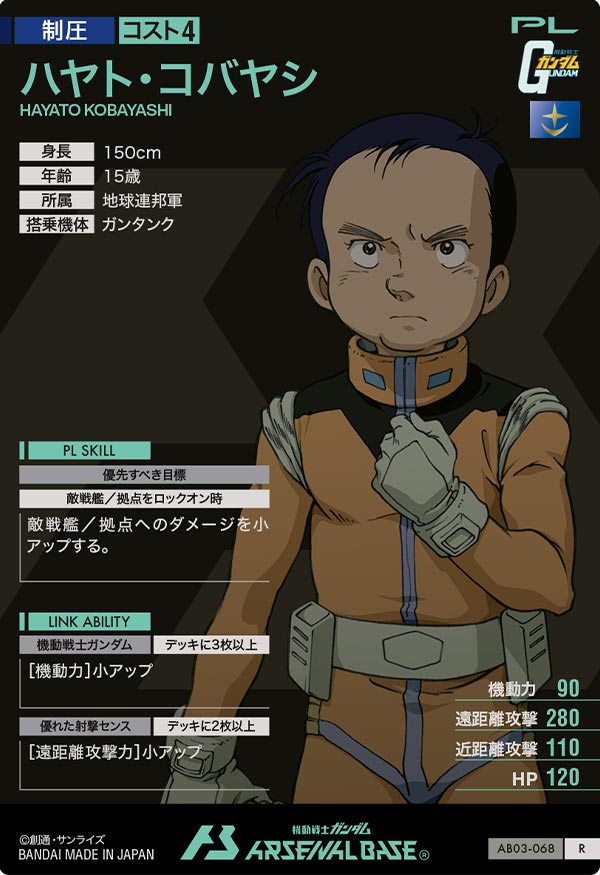 制圧 コスト4 PL
ハヤト・コバヤシ
HAYATO KOBAYASHI
機動戦士
ガンダム
GUNDAM
身長 150cm
年齢 15歳
所属 地球連邦軍
搭乗機体 ガンタンク
PL SKILL
優先すべき目標
敵戦艦／拠点をロックオン時
敵戦艦／拠点へのダメージを小
アップする。
LINK ABILITY
機動戦士ガンダム デッキに3枚以上
[機動力]小アップ
優れた射撃センス デッキに2枚以上
[遠距離攻撃力]小アップ
機動力 90
遠距離攻撃 280
近距離攻撃 110
HP 120
©創通・サンライズ
BANDAI MADE IN JAPAN
機動戦士ガンダム
AB ARSENAL BASE®
AB03-068 R